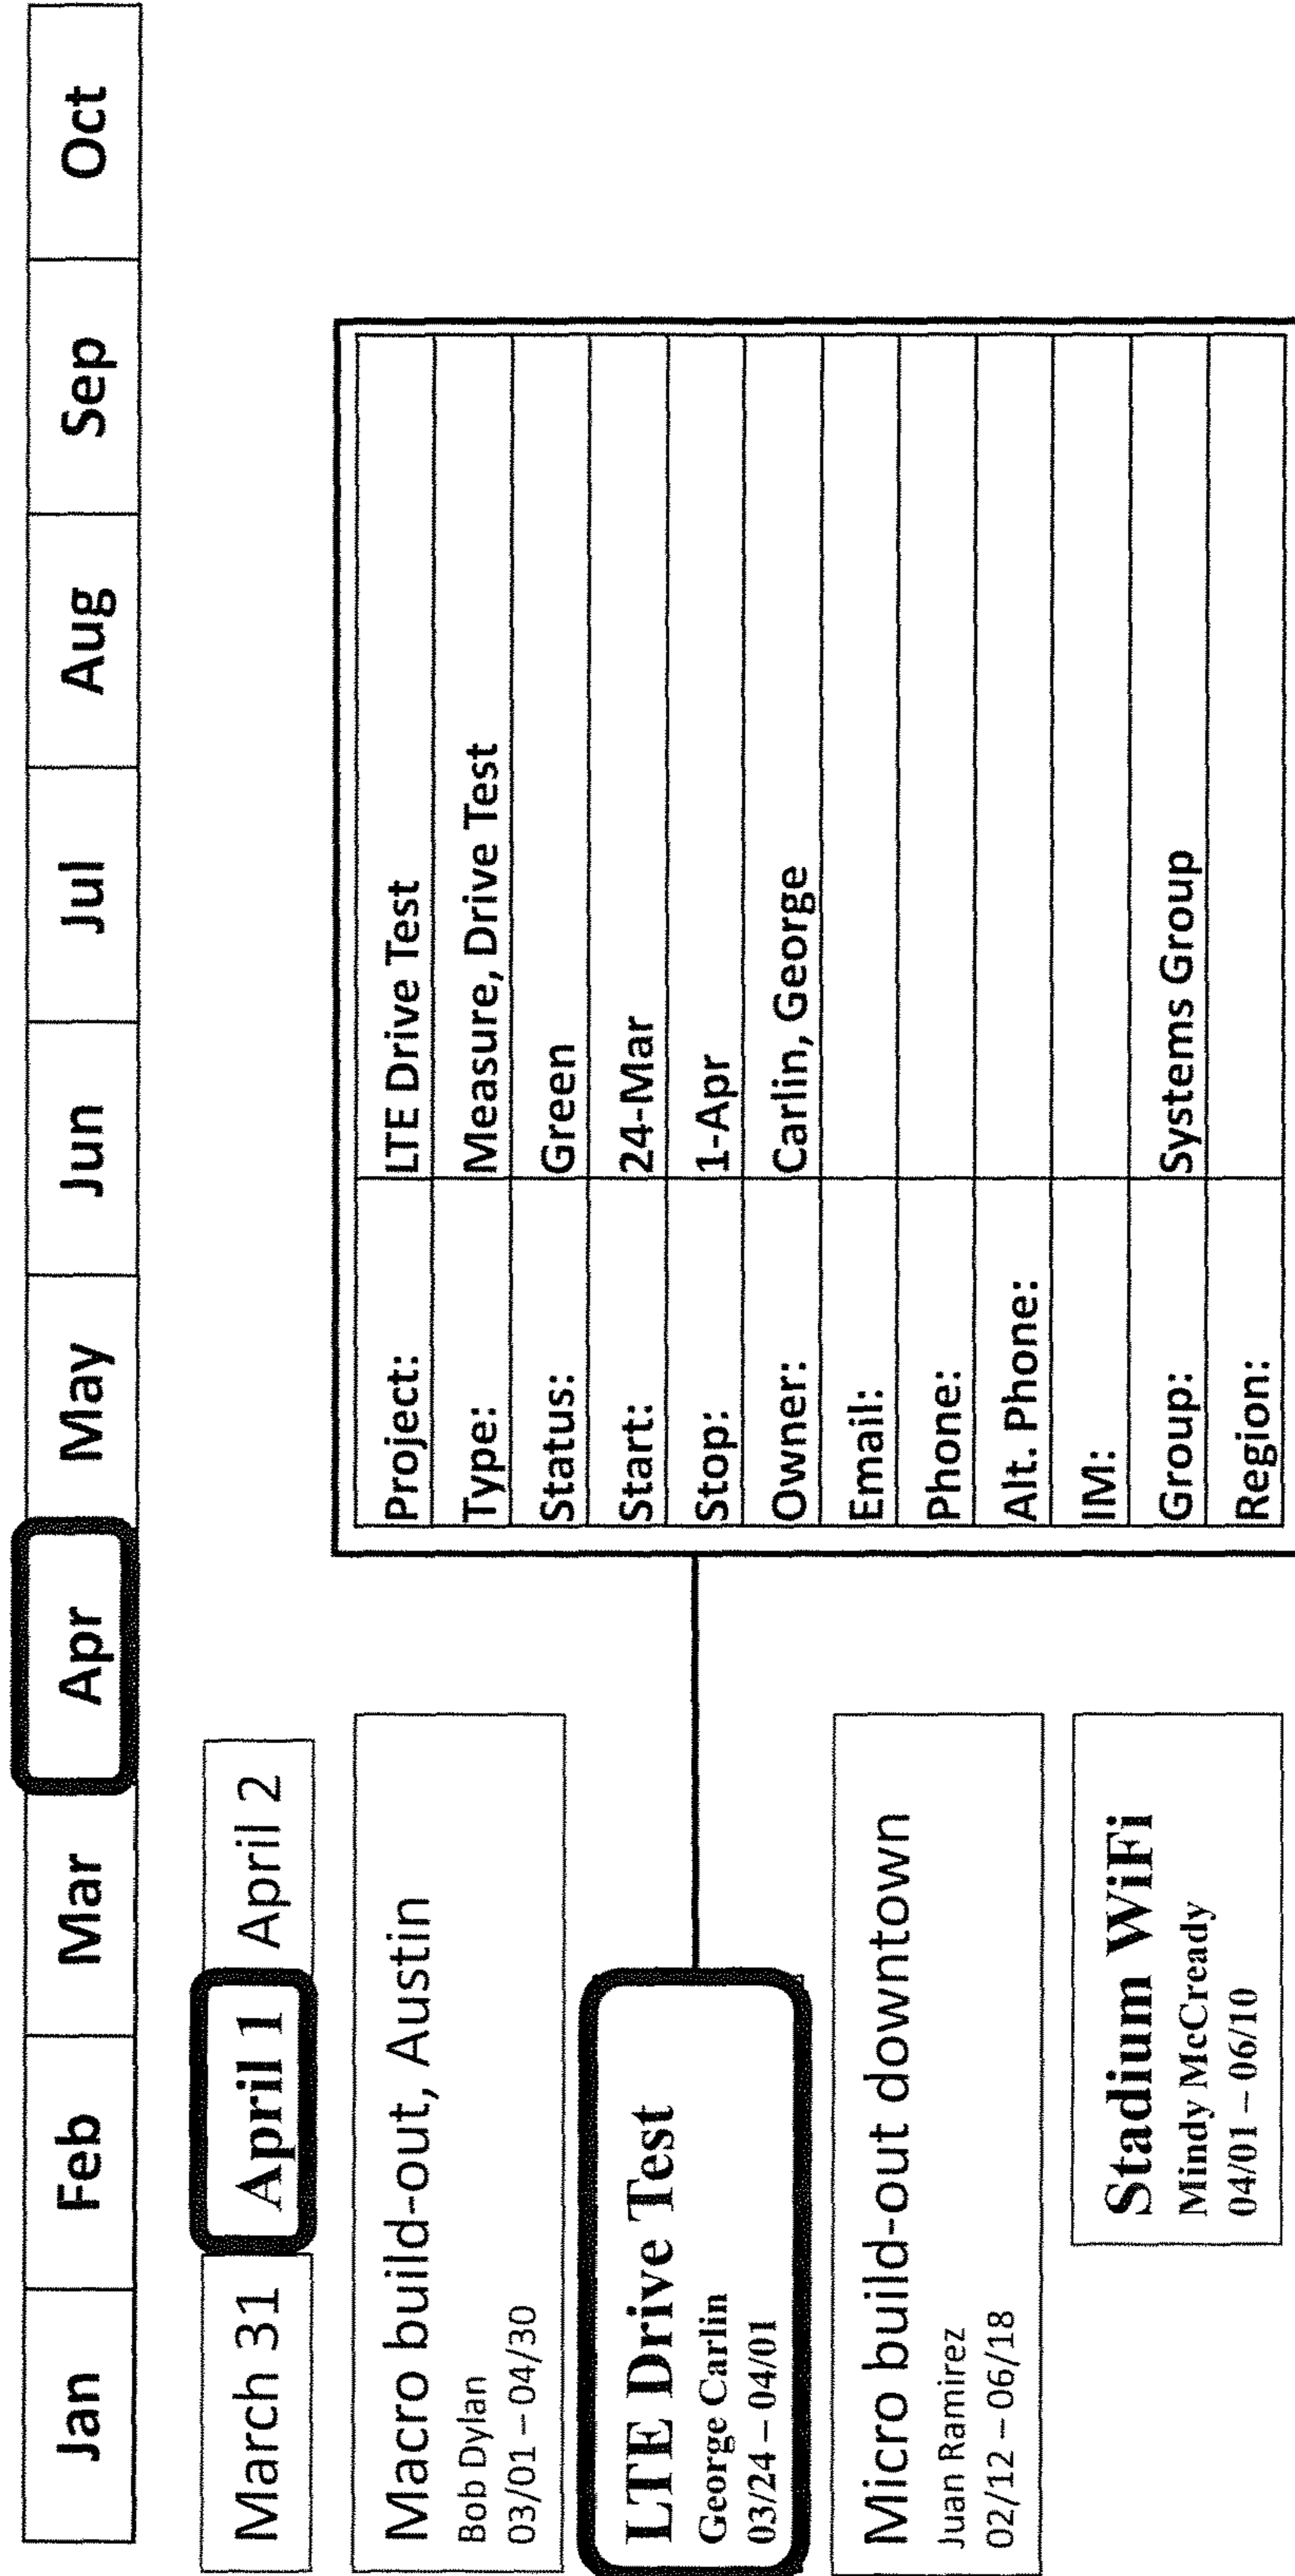 Jan Feb Mar Apr May Jun Jul Aug Sep Oct
March 31 April 1 April 2
Macro build-out, Austin
Bob Dylan
03/01 – 04/30
LTE Drive Test
George Carlin
03/24 – 04/01
Micro build-out downtown
Juan Ramirez
02/12 – 06/18
Stadium WiFi
Mindy McCready
04/01 – 06/10
Project: LTE Drive Test
Type: Measure, Drive Test
Status: Green
Start: 24-Mar
Stop: 1-Apr
Owner: Carlin, George
Email:
Phone:
Alt. Phone:
IM:
Group: Systems Group
Region: